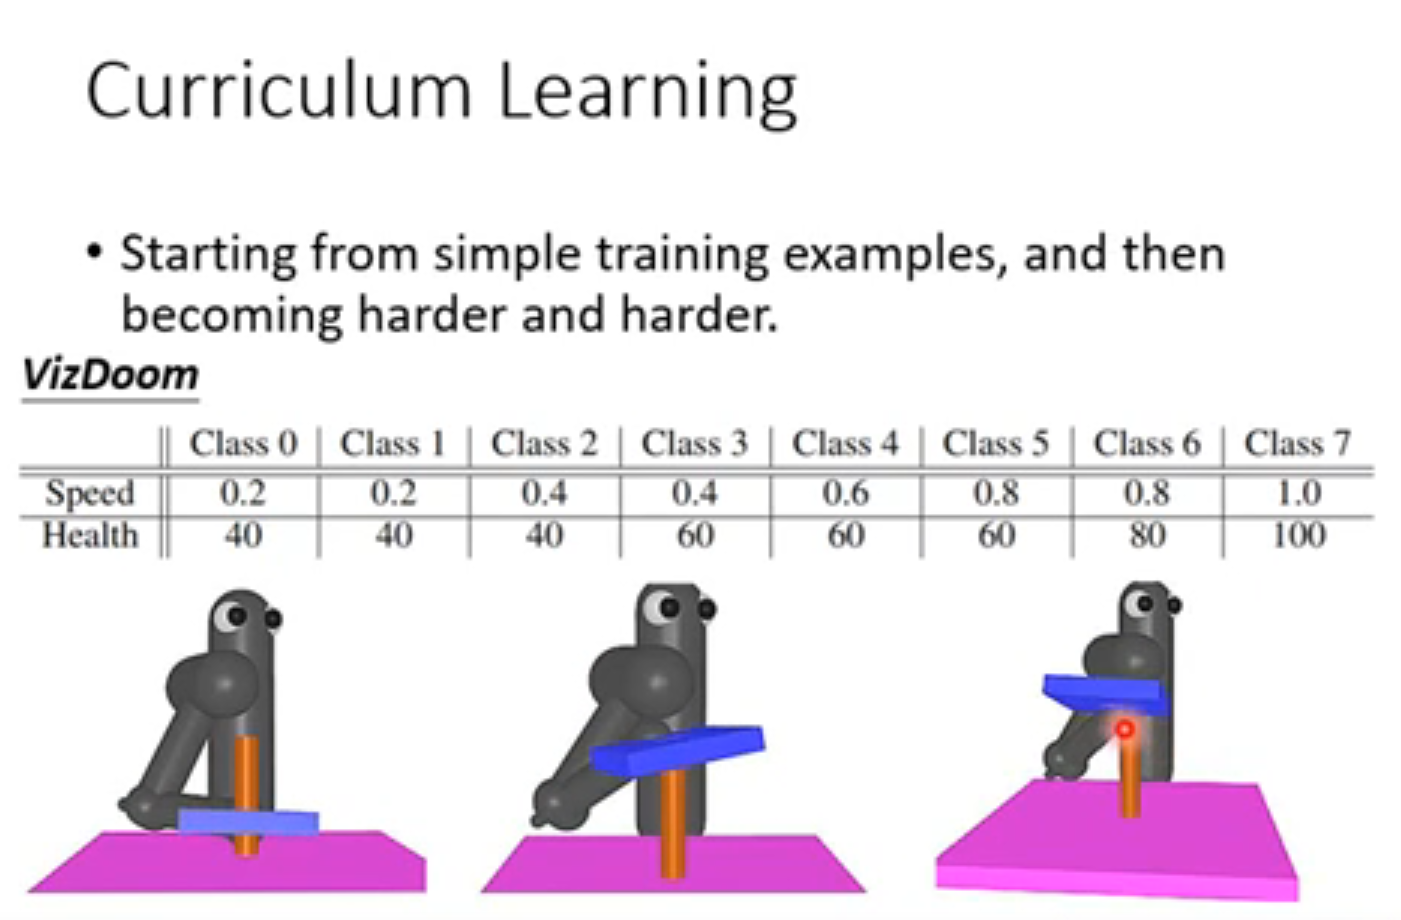 Curriculum Learning
• Starting from simple training examples, and then
becoming harder and harder.
VizDoom
Class 0 Class 1 Class 2 Class 3 Class 4 Class 5 Class 6 Class 7
Speed 0.2 0.2 0.4 0.4 0.6 0.8 0.8 1.0
Health 40 40 40 60 60 60 80 100